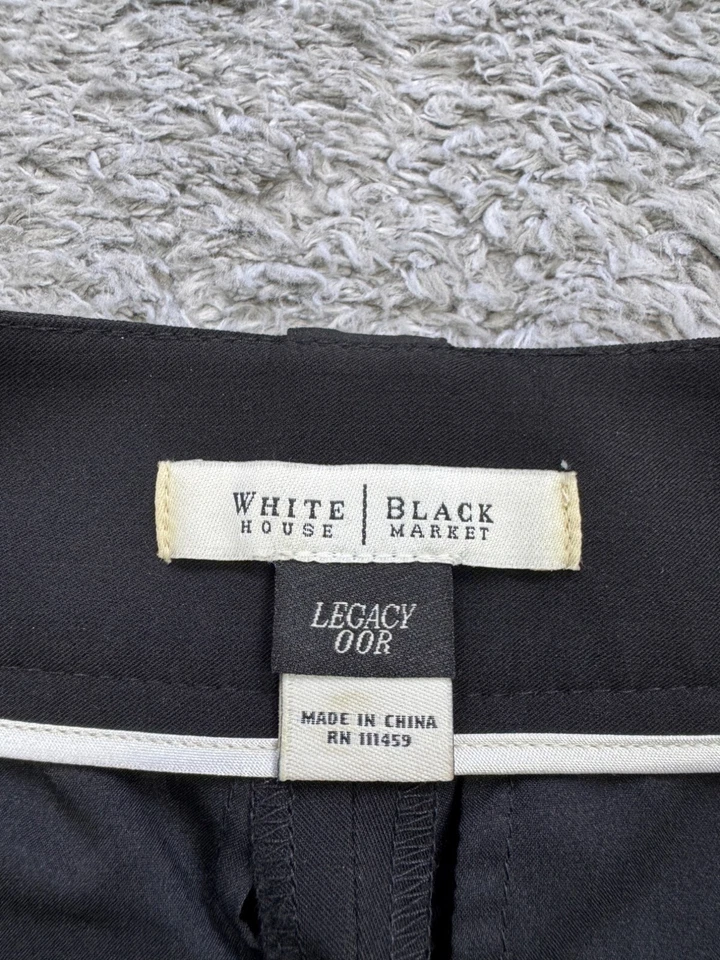 WHITE | BLACK
HOUSE | MARKET
LEGACY
00R
MADE IN CHINA
RN 111459